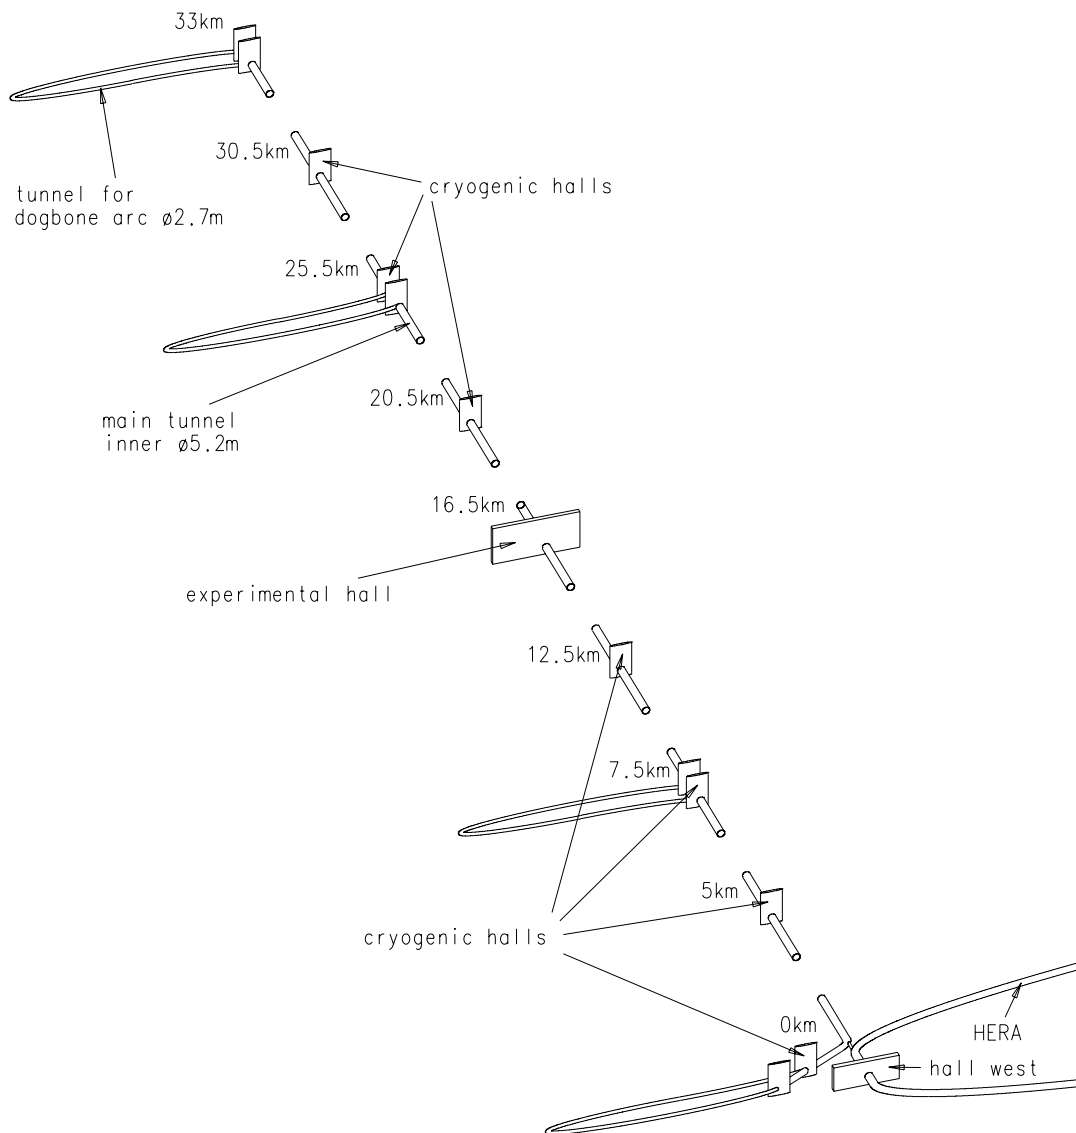 33km
30.5km
cryogenic halls
tunnel for
dogbone arc ø2.7m
25.5km
20.5km
main tunnel
inner ø5.2m
16.5km
experimental hall
12.5km
7.5km
5km
cryogenic halls
0km
HERA
hall west